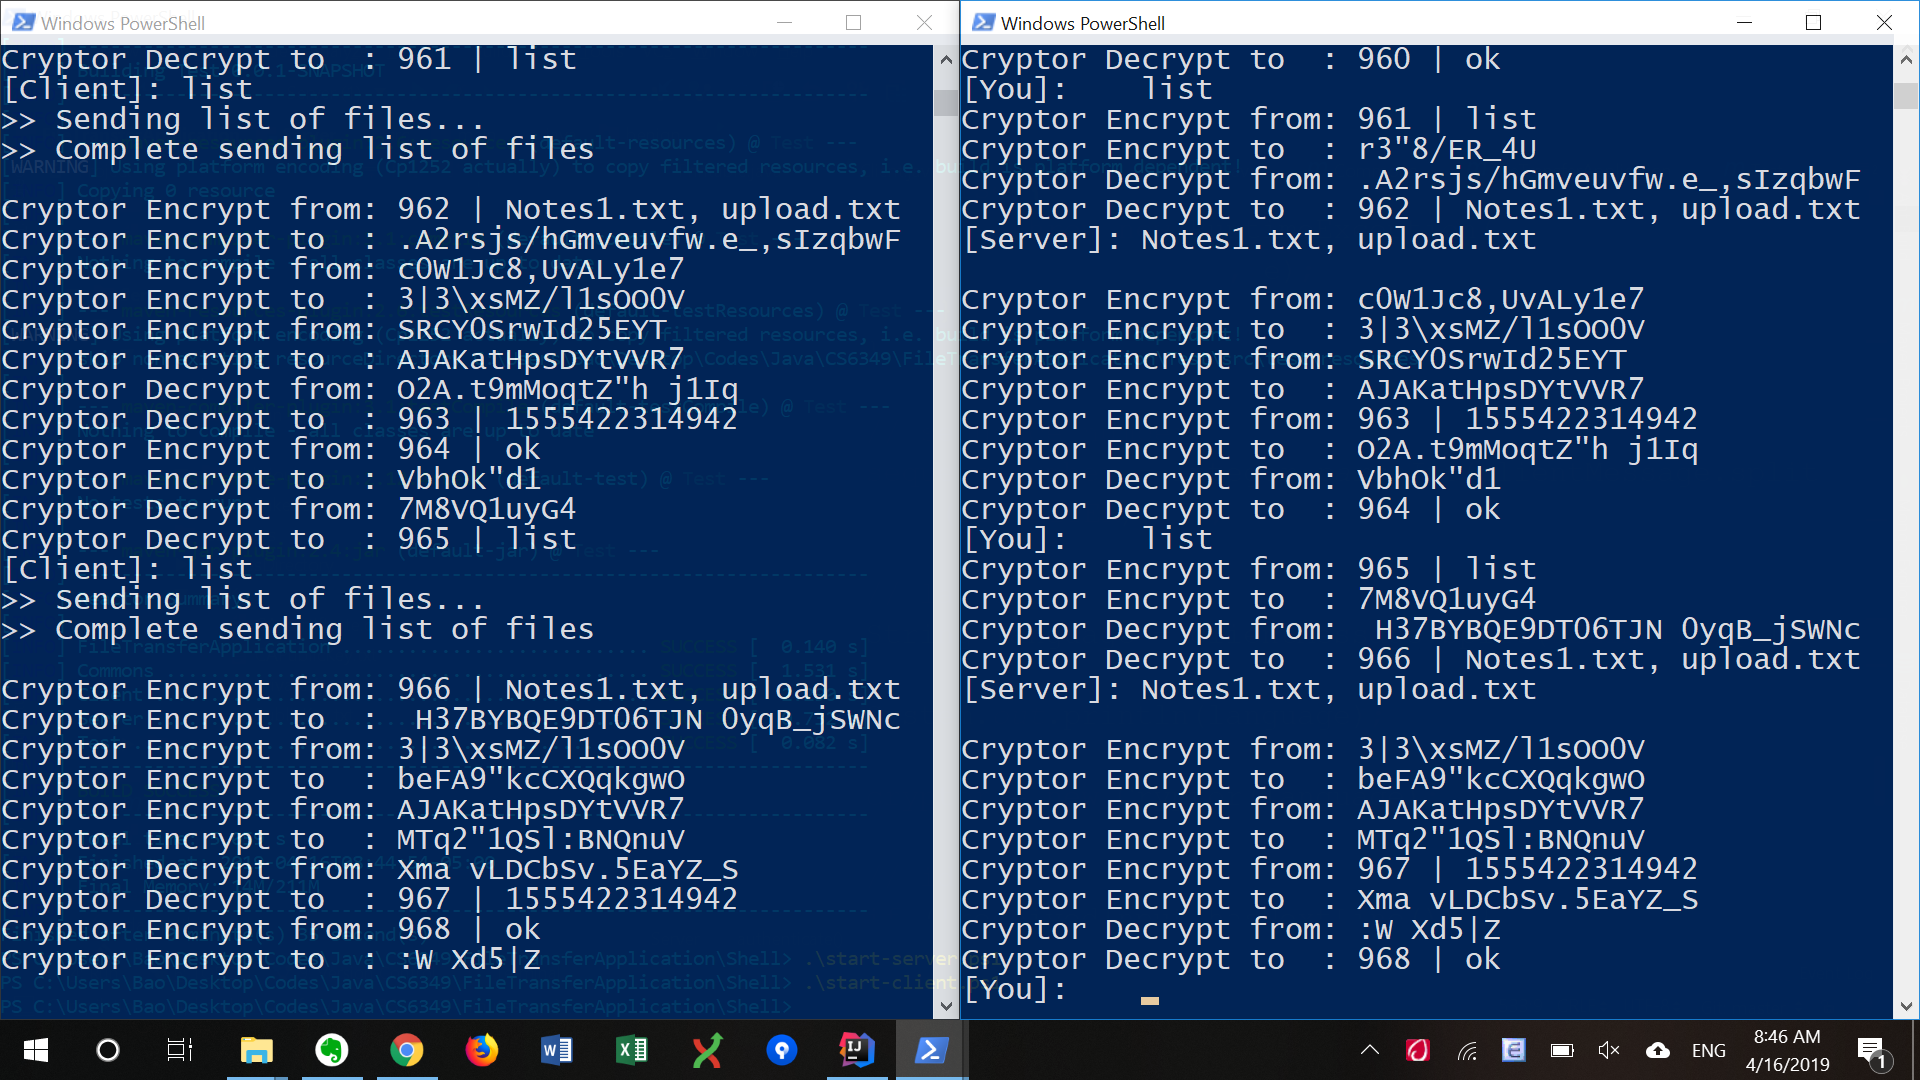 Windows PowerShell
Cryptor Decrypt to  : 961 | list
[Client]: list
>> Sending list of files...
>> Complete sending list of files
Cryptor Encrypt from: 962 | Notes1.txt, upload.txt
Cryptor Encrypt to  : .A2rsjs/hGmveuvfw.e_,sIzqbwF
Cryptor Encrypt from: cOW1Jc8,UvALy1e7
Cryptor Encrypt to  : 3|3\xsMZ/l1sOO0V
Cryptor Encrypt from: SRCY0SrwId25EYT
Cryptor Encrypt to  : AJAKatHpsDYtVVR7
Cryptor Decrypt from: O2A.t9mMoqtZ"h j1Iq
Cryptor Decrypt to  : 963 | 1555422314942
Cryptor Encrypt from: 964 | ok
Cryptor Encrypt to  : VbhOk"d1
Cryptor Decrypt from: 7M8VQ1uyG4
Cryptor Decrypt to  : 965 | list
[Client]: list
>> Sending list of files...
>> Complete sending list of files
Cryptor Encrypt from: 966 | Notes1.txt, upload.txt
Cryptor Encrypt to  :  H37BYBQE9DT06TJN 0yqB_jSWNc
Cryptor Encrypt from: 3|3\xsMZ/l1sOO0V
Cryptor Encrypt to  : beFA9"kcCXQqkgwO
Cryptor Encrypt from: AJAKatHpsDYtVVR7
Cryptor Encrypt to  : MTq2"1QSl:BNQnuV
Cryptor Decrypt from: Xma vLDCbSv.5EaYZ_S
Cryptor Decrypt to  : 967 | 1555422314942
Cryptor Encrypt from: 968 | ok
Cryptor Encrypt to  : :W Xd5|Z
Windows PowerShell
Cryptor Decrypt to  : 960 | ok
[You]:    list
Cryptor Encrypt from: 961 | list
Cryptor Encrypt to  : r3"8/ER_4U
Cryptor Decrypt from: .A2rsjs/hGmveuvfw.e_,sIzqbwF
Cryptor Decrypt to  : 962 | Notes1.txt, upload.txt
[Server]: Notes1.txt, upload.txt
Cryptor Encrypt from: cOW1Jc8,UvALy1e7
Cryptor Encrypt to  : 3|3\xsMZ/l1sOO0V
Cryptor Encrypt from: SRCY0SrwId25EYT
Cryptor Encrypt to  : AJAKatHpsDYtVVR7
Cryptor Encrypt from: 963 | 1555422314942
Cryptor Encrypt to  : O2A.t9mMoqtZ"h j1Iq
Cryptor Decrypt from: VbhOk"d1
Cryptor Decrypt to  : 964 | ok
[You]:    list
Cryptor Encrypt from: 965 | list
Cryptor Encrypt to  : 7M8VQ1uyG4
Cryptor Decrypt from:  H37BYBQE9DT06TJN 0yqB_jSWNc
Cryptor Decrypt to  : 966 | Notes1.txt, upload.txt
[Server]: Notes1.txt, upload.txt
Cryptor Encrypt from: 3|3\xsMZ/l1sOO0V
Cryptor Encrypt to  : beFA9"kcCXQqkgwO
Cryptor Encrypt from: AJAKatHpsDYtVVR7
Cryptor Encrypt to  : MTq2"1QSl:BNQnuV
Cryptor Encrypt from: 967 | 1555422314942
Cryptor Encrypt to  : Xma vLDCbSv.5EaYZ_S
Cryptor Decrypt from: :W Xd5|Z
Cryptor Decrypt to  : 968 | ok
[You]:
ENG
8:46 AM
4/16/2019
1